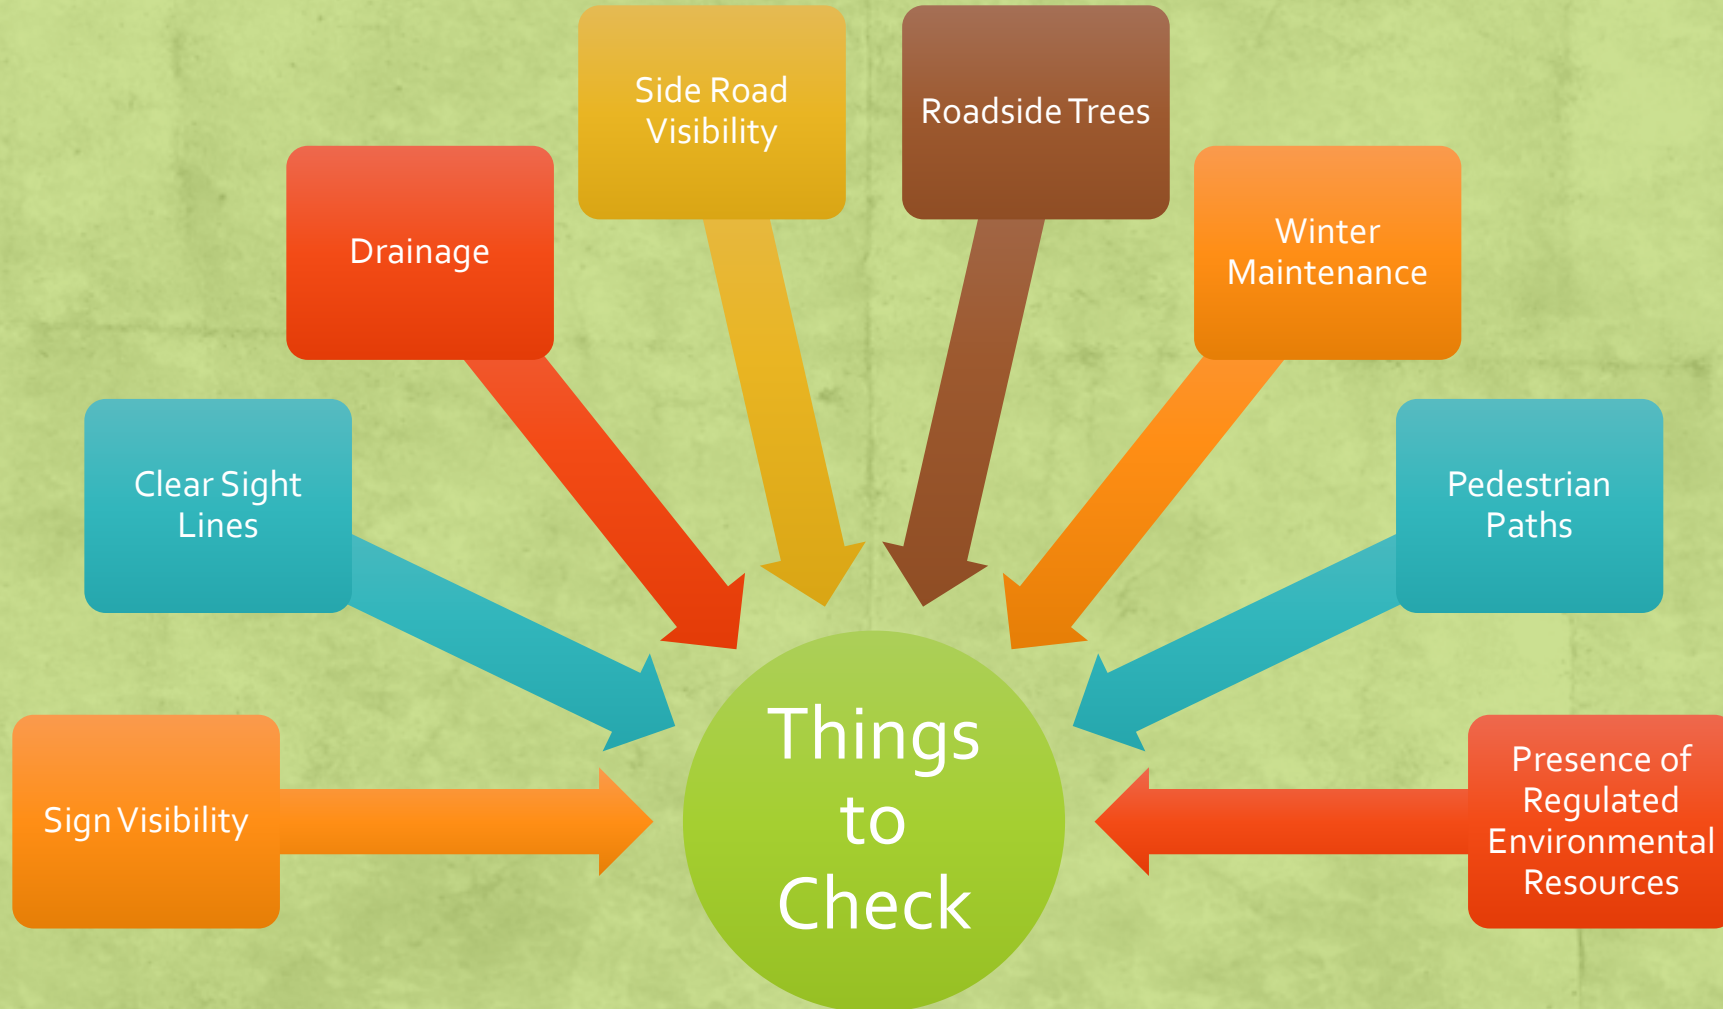 Side Road
Visibility
Roadside Trees
Drainage
Winter
Maintenance
Clear Sight
Lines
Pedestrian
Paths
Sign Visibility
Things
to
Check
Presence of
Regulated
Environmental
Resources